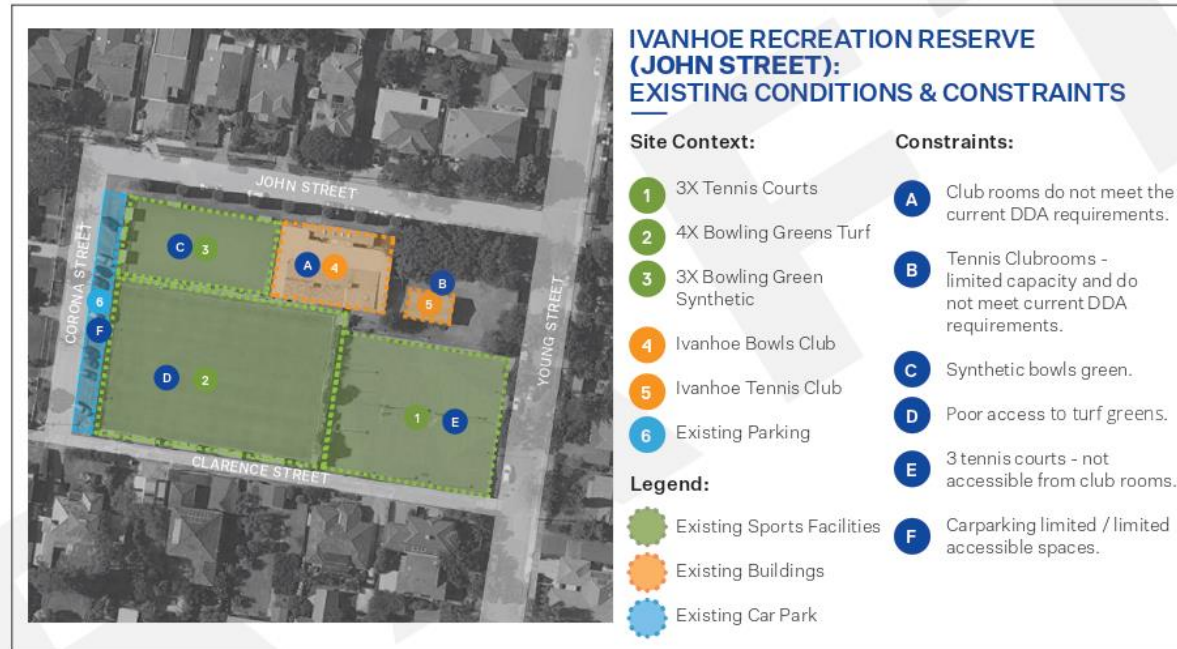 IVANHOE RECREATION RESERVE
(JOHN STREET):
EXISTING CONDITIONS & CONSTRAINTS
Site Context:
1 3X Tennis Courts
2 4X Bowling Greens Turf
3 3X Bowling Green
Synthetic
4 Ivanhoe Bowls Club
5 Ivanhoe Tennis Club
6 Existing Parking
Legend:
Existing Sports Facilities
Existing Buildings
Existing Car Park
Constraints:
A Club rooms do not meet the
current DDA requirements.
B Tennis Clubrooms -
limited capacity and do
not meet current DDA
requirements.
C Synthetic bowls green.
D Poor access to turf greens.
E 3 tennis courts - not
accessible from club rooms.
F Carparking limited / limited
accessible spaces.
JOHN STREET
CORONA STREET
YOUNG STREET
CLARENCE STREET
C 3
A 4
B
5
6
F
D 2
1 E